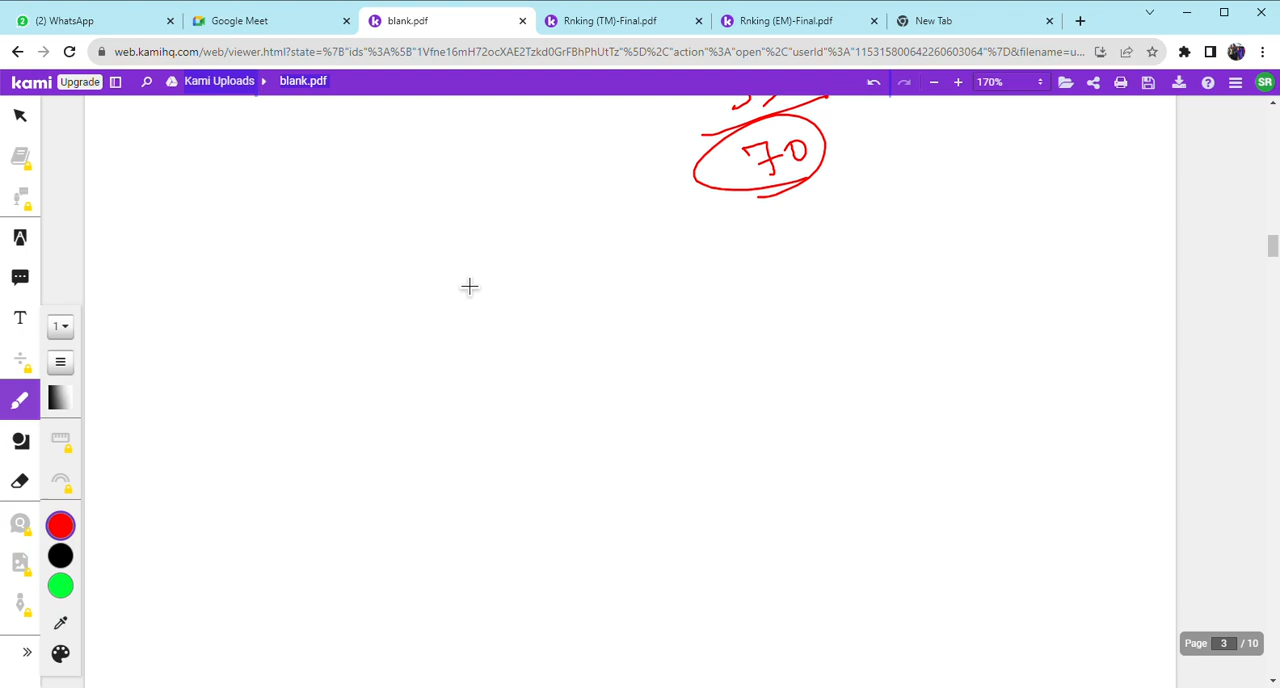 (2) WhatsApp
Google Meet
blank.pdf
Rnking (TM)-Final.pdf
Rnking (EM)-Final.pdf
New Tab
web.kamihq.com/web/viewer.html?state=%7B"ids"%3A%5B"1Vfne16mH72ocXAE2Tzkd0GrFBhPhUtTz"%5D%2C"action"%3A"open"%2C"userId"%3A"115315800642260603064"%7D&filename=u...
kami Upgrade Kami Uploads blank.pdf 170% SR
70
T
1
Page 3 / 10